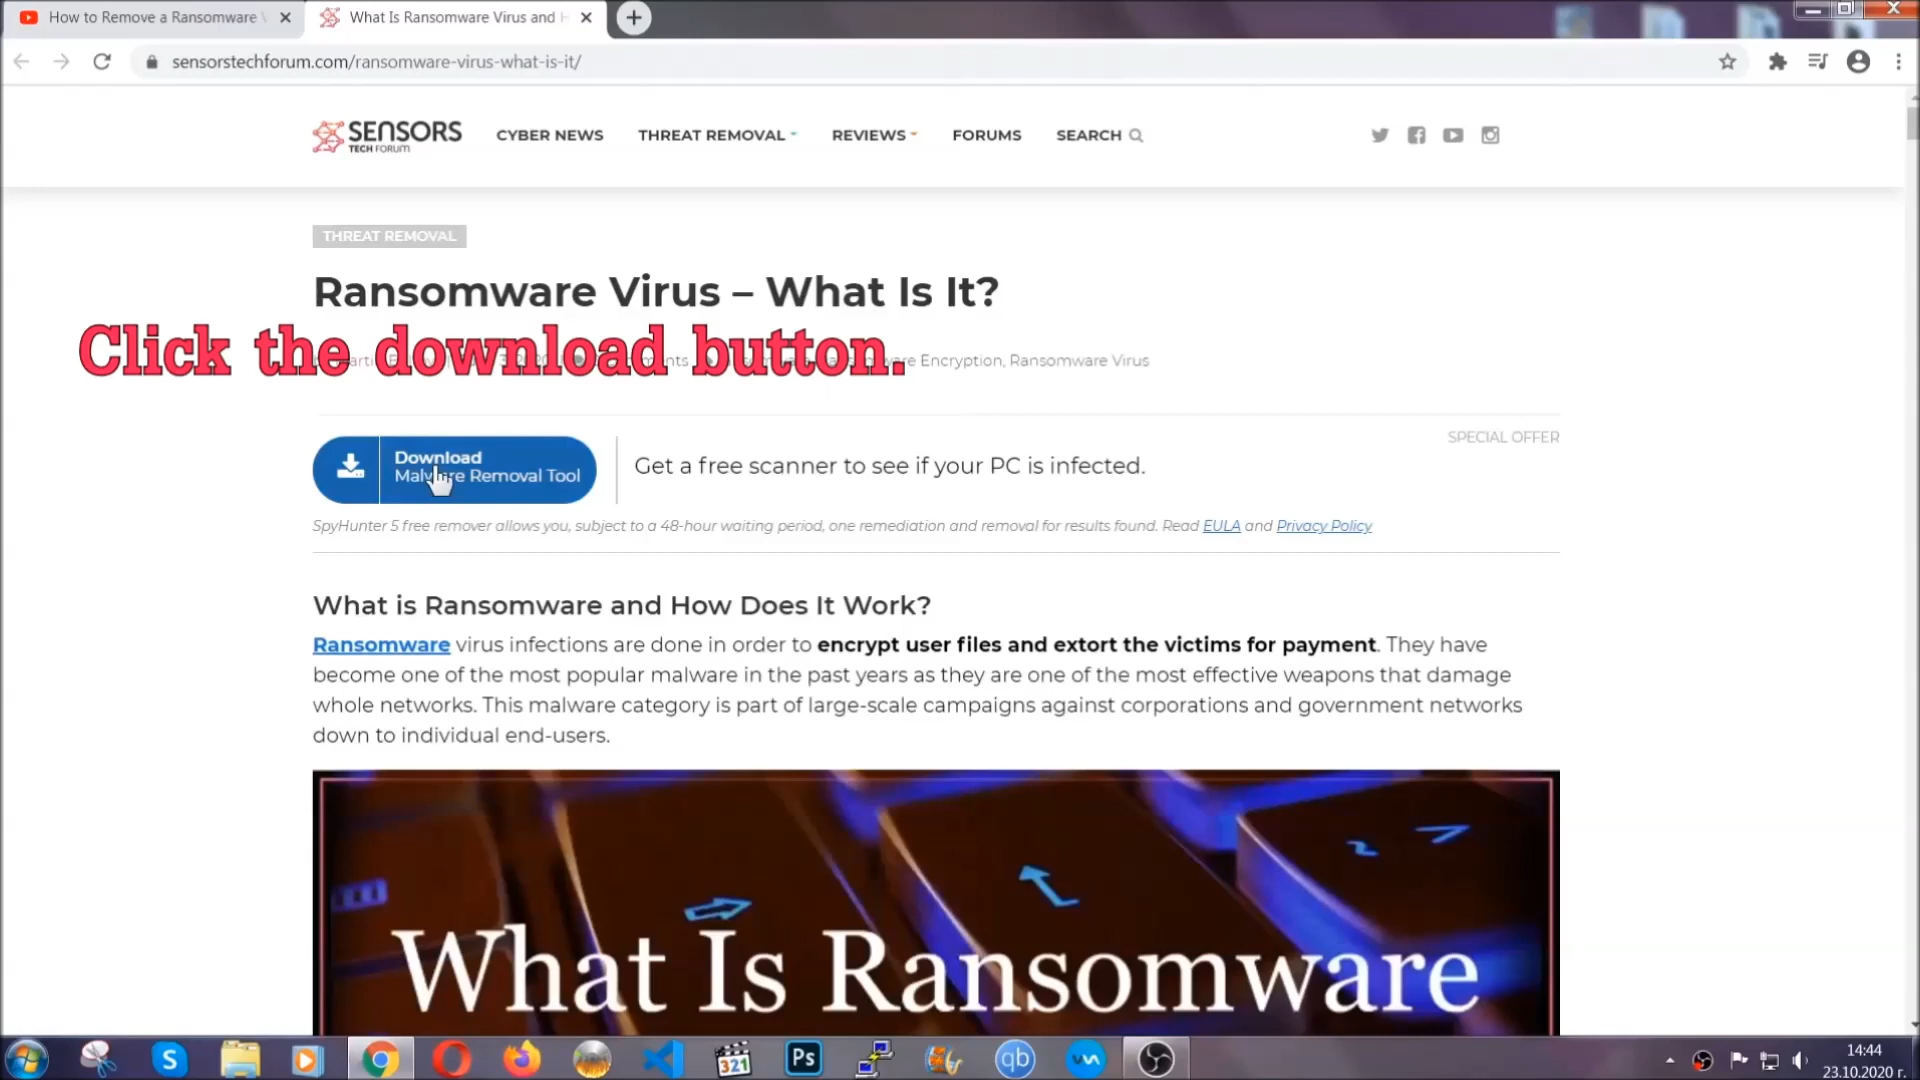 How to Remove a Ransomware
What Is Ransomware Virus and
sensorstechforum.com/ransomware-virus-what-is-it/
SENSORS
TECH FORUM
CYBER NEWS
THREAT REMOVAL
REVIEWS
FORUMS
SEARCH
THREAT REMOVAL
Ransomware Virus – What Is It?
Click the download button.
Encryption, Ransomware Virus
SPECIAL OFFER
Download
Malware Removal Tool
Get a free scanner to see if your PC is infected.
SpyHunter 5 free remover allows you, subject to a 48-hour waiting period, one remediation and removal for results found. Read EULA and Privacy Policy
What is Ransomware and How Does It Work?
Ransomware virus infections are done in order to encrypt user files and extort the victims for payment. They have
become one of the most popular malware in the past years as they are one of the most effective weapons that damage
whole networks. This malware category is part of large-scale campaigns against corporations and government networks
down to individual end-users.
What Is Ransomware
S
321
Ps
qb
14:44
23.10.2020 г.